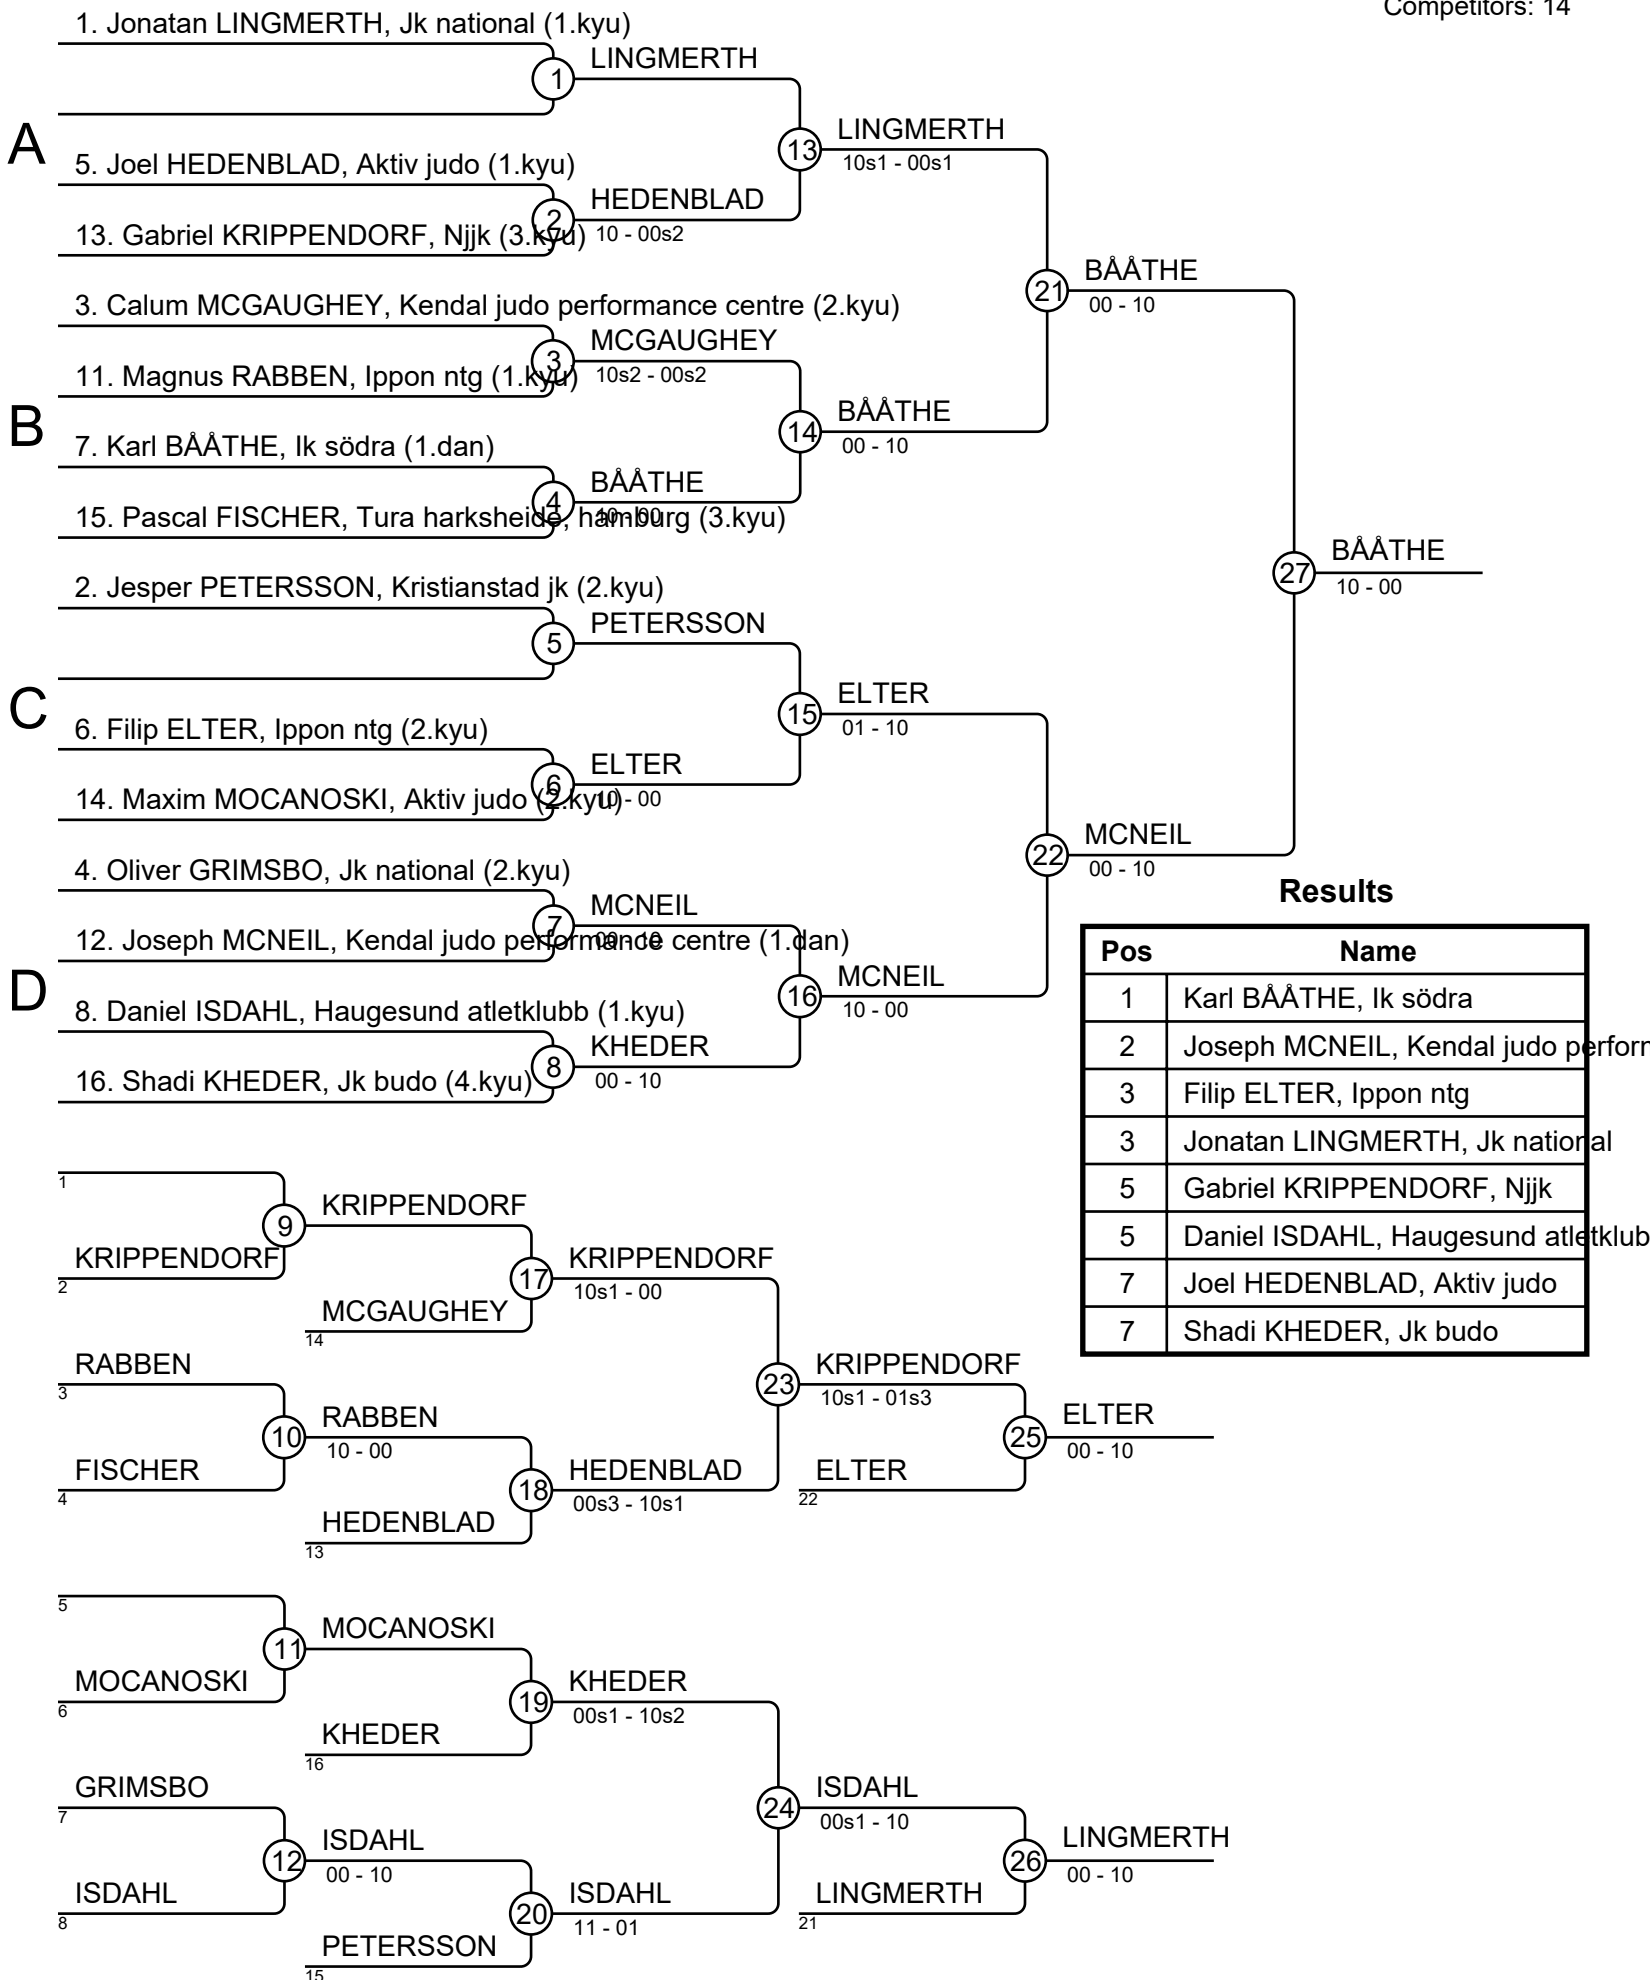 Competitors: 14
1. Jonatan LINGMERTH, Jk national (1.kyu)
1
LINGMERTH
A
5. Joel HEDENBLAD, Aktiv judo (1.kyu)
2
HEDENBLAD
10 - 00s2
13. Gabriel KRIPPENDORF, Njjk (3.kyu)
13
LINGMERTH
10s1 - 00s1
3. Calum MCGAUGHEY, Kendal judo performance centre (2.kyu)
3
MCGAUGHEY
10s2 - 00s2
11. Magnus RABBEN, Ippon ntg (1.kyu)
B
7. Karl BÅÅTHE, Ik södra (1.dan)
4
BÅÅTHE
10 - 00
15. Pascal FISCHER, Tura harksheide, hamburg (3.kyu)
14
BÅÅTHE
00 - 10
21
BÅÅTHE
00 - 10
2. Jesper PETERSSON, Kristianstad jk (2.kyu)
5
PETERSSON
C
6. Filip ELTER, Ippon ntg (2.kyu)
6
ELTER
10 - 00
14. Maxim MOCANOSKI, Aktiv judo (2.kyu)
15
ELTER
01 - 10
4. Oliver GRIMSBO, Jk national (2.kyu)
7
MCNEIL
00 - 10
12. Joseph MCNEIL, Kendal judo performance centre (1.dan)
D
8. Daniel ISDAHL, Haugesund atletklubb (1.kyu)
8
KHEDER
00 - 10
16. Shadi KHEDER, Jk budo (4.kyu)
16
MCNEIL
10 - 00
22
MCNEIL
00 - 10
27
BÅÅTHE
10 - 00
Results
Pos Name
1 Karl BÅÅTHE, Ik södra
2 Joseph MCNEIL, Kendal judo perform
3 Filip ELTER, Ippon ntg
3 Jonatan LINGMERTH, Jk national
5 Gabriel KRIPPENDORF, Njjk
5 Daniel ISDAHL, Haugesund atletklub
7 Joel HEDENBLAD, Aktiv judo
7 Shadi KHEDER, Jk budo
1
9
KRIPPENDORF
KRIPPENDORF
2
17
KRIPPENDORF
10s1 - 00
MCGAUGHEY
14
RABBEN
3
10
RABBEN
10 - 00
FISCHER
4
18
HEDENBLAD
00s3 - 10s1
HEDENBLAD
13
23
KRIPPENDORF
10s1 - 01s3
25
ELTER
00 - 10
ELTER
22
5
11
MOCANOSKI
MOCANOSKI
6
19
KHEDER
00s1 - 10s2
KHEDER
16
GRIMSBO
7
12
ISDAHL
00 - 10
ISDAHL
8
20
ISDAHL
11 - 01
PETERSSON
15
24
ISDAHL
00s1 - 10
26
LINGMERTH
00 - 10
LINGMERTH
21